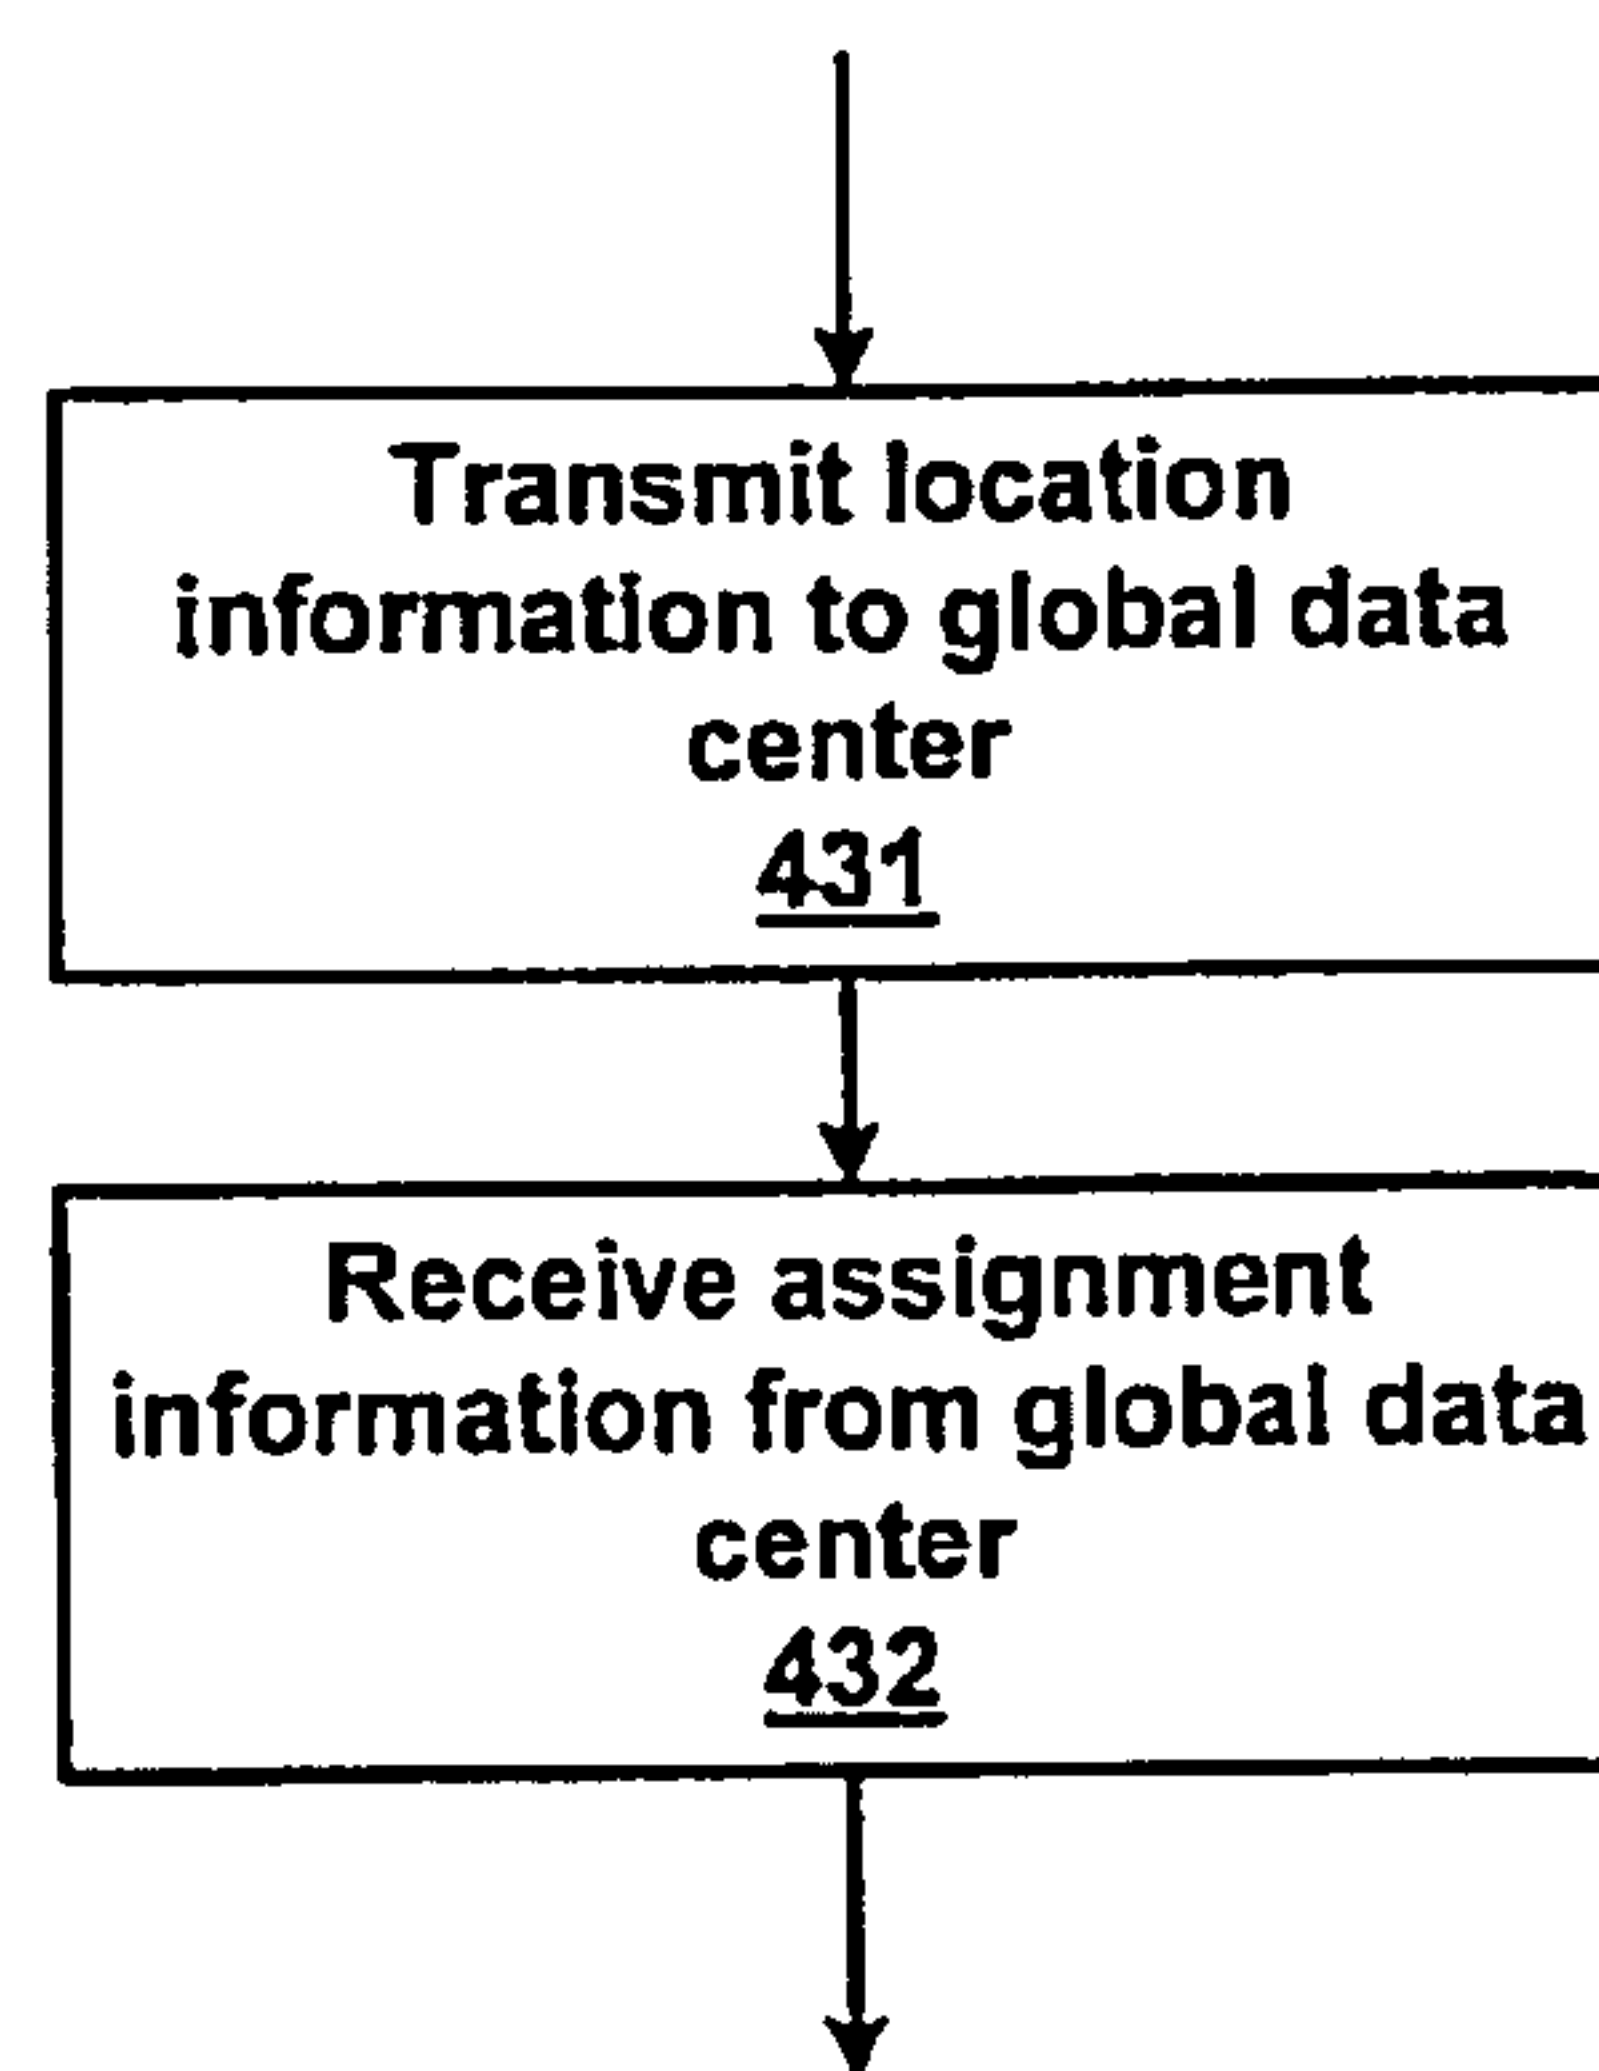 Transmit location
information to global data
center
431
Receive assignment
information from global data
center
432